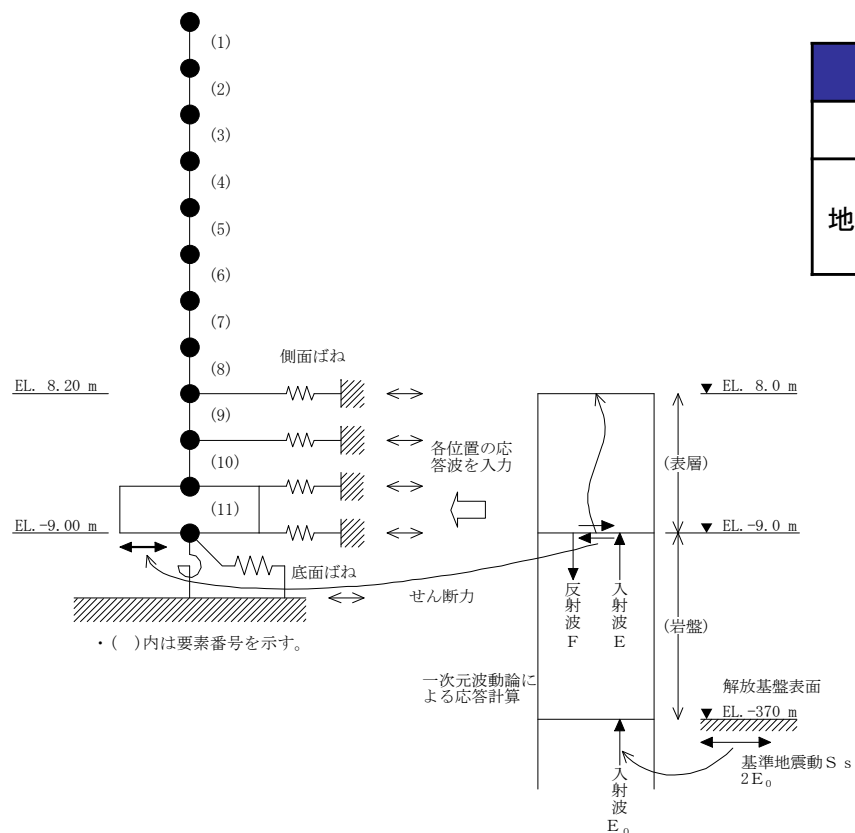 (1)
(2)
(3)
(4)
(5)
(6)
(7)
(8)
(9)
(10)
(11)
地
側面ばね
EL. 8.20 m
EL.-9.00 m
各位置の応
答波を入力
底面ばね
せん断力
・(　)内は要素番号を示す。
EL. 8.0 m
(表層)
EL.-9.0 m
反射波F
入射波E
(岩盤)
一次元波動論に
よる応答計算
解放基盤表面
EL.-370 m
基準地震動Ｓｓ
2E₀
入射波E₀